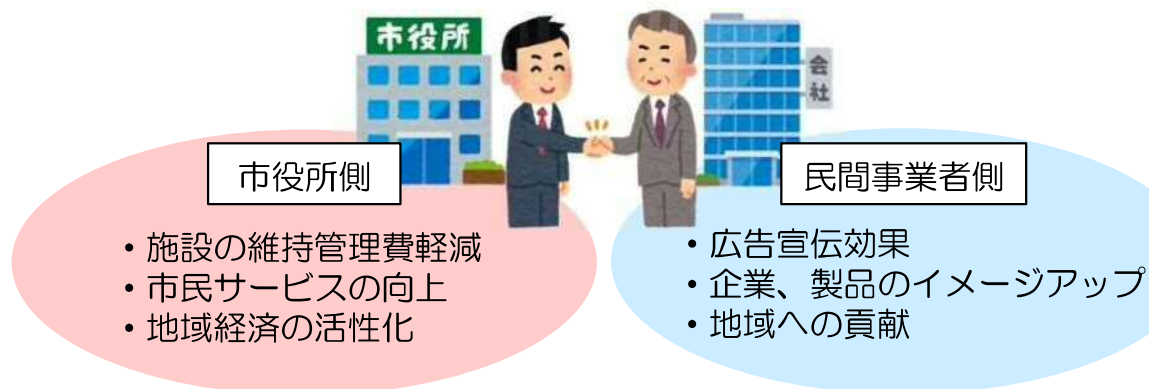 市役所
会社
市役所側
・施設の維持管理費軽減
・市民サービスの向上
・地域経済の活性化
民間事業者側
・広告宣伝効果
・企業、製品のイメージアップ
・地域への貢献